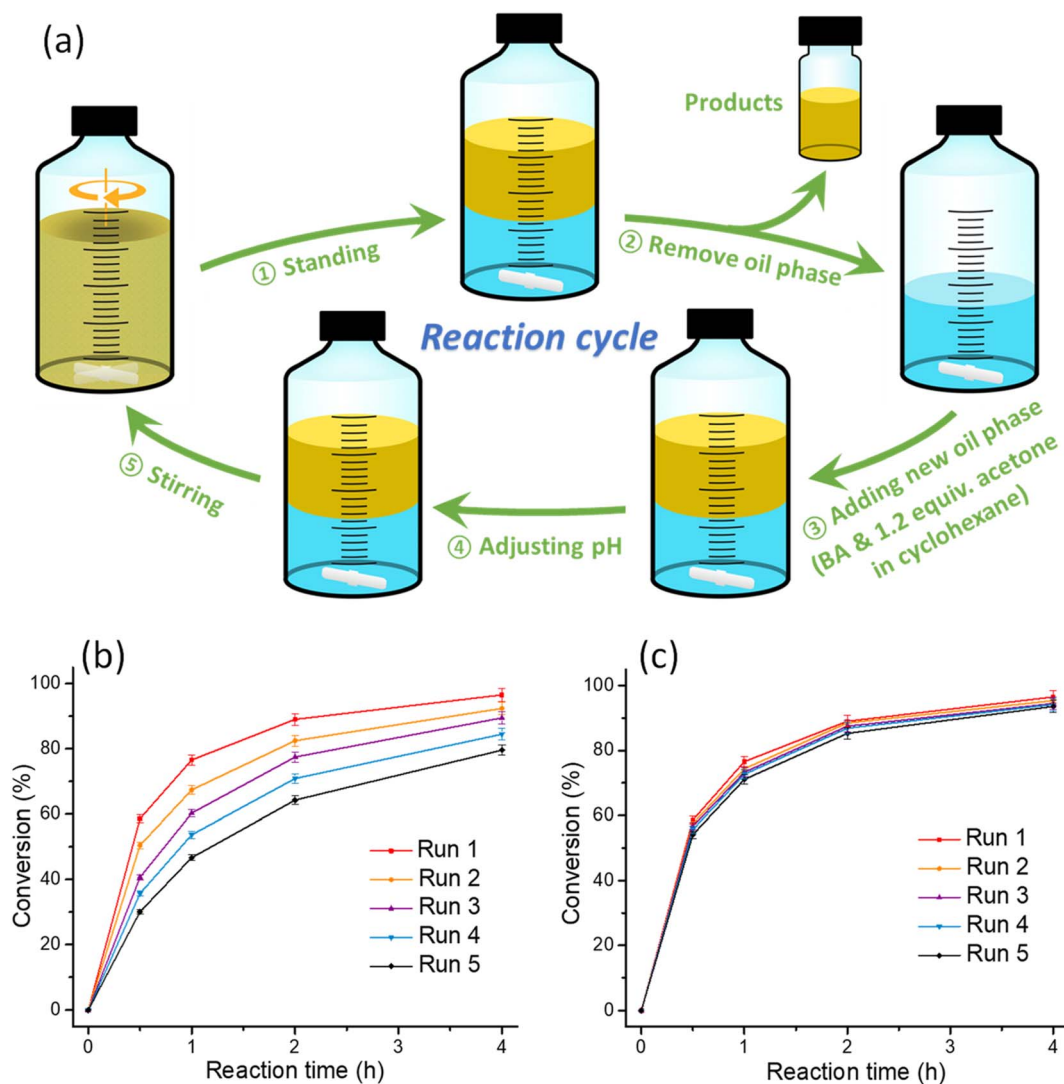 (a)
Products
① Standing
② Remove oil phase
Reaction cycle
③ Adding new oil phase
(BA & 1.2 equiv. acetone
in cyclohexane)
④ Adjusting pH
⑤ Stirring
(b)
100
80
60
40
20
0
Conversion (%)
Run 1
Run 2
Run 3
Run 4
Run 5
0 1 2 3 4
Reaction time (h)
(c)
100
80
60
40
20
0
Conversion (%)
Run 1
Run 2
Run 3
Run 4
Run 5
0 1 2 3 4
Reaction time (h)